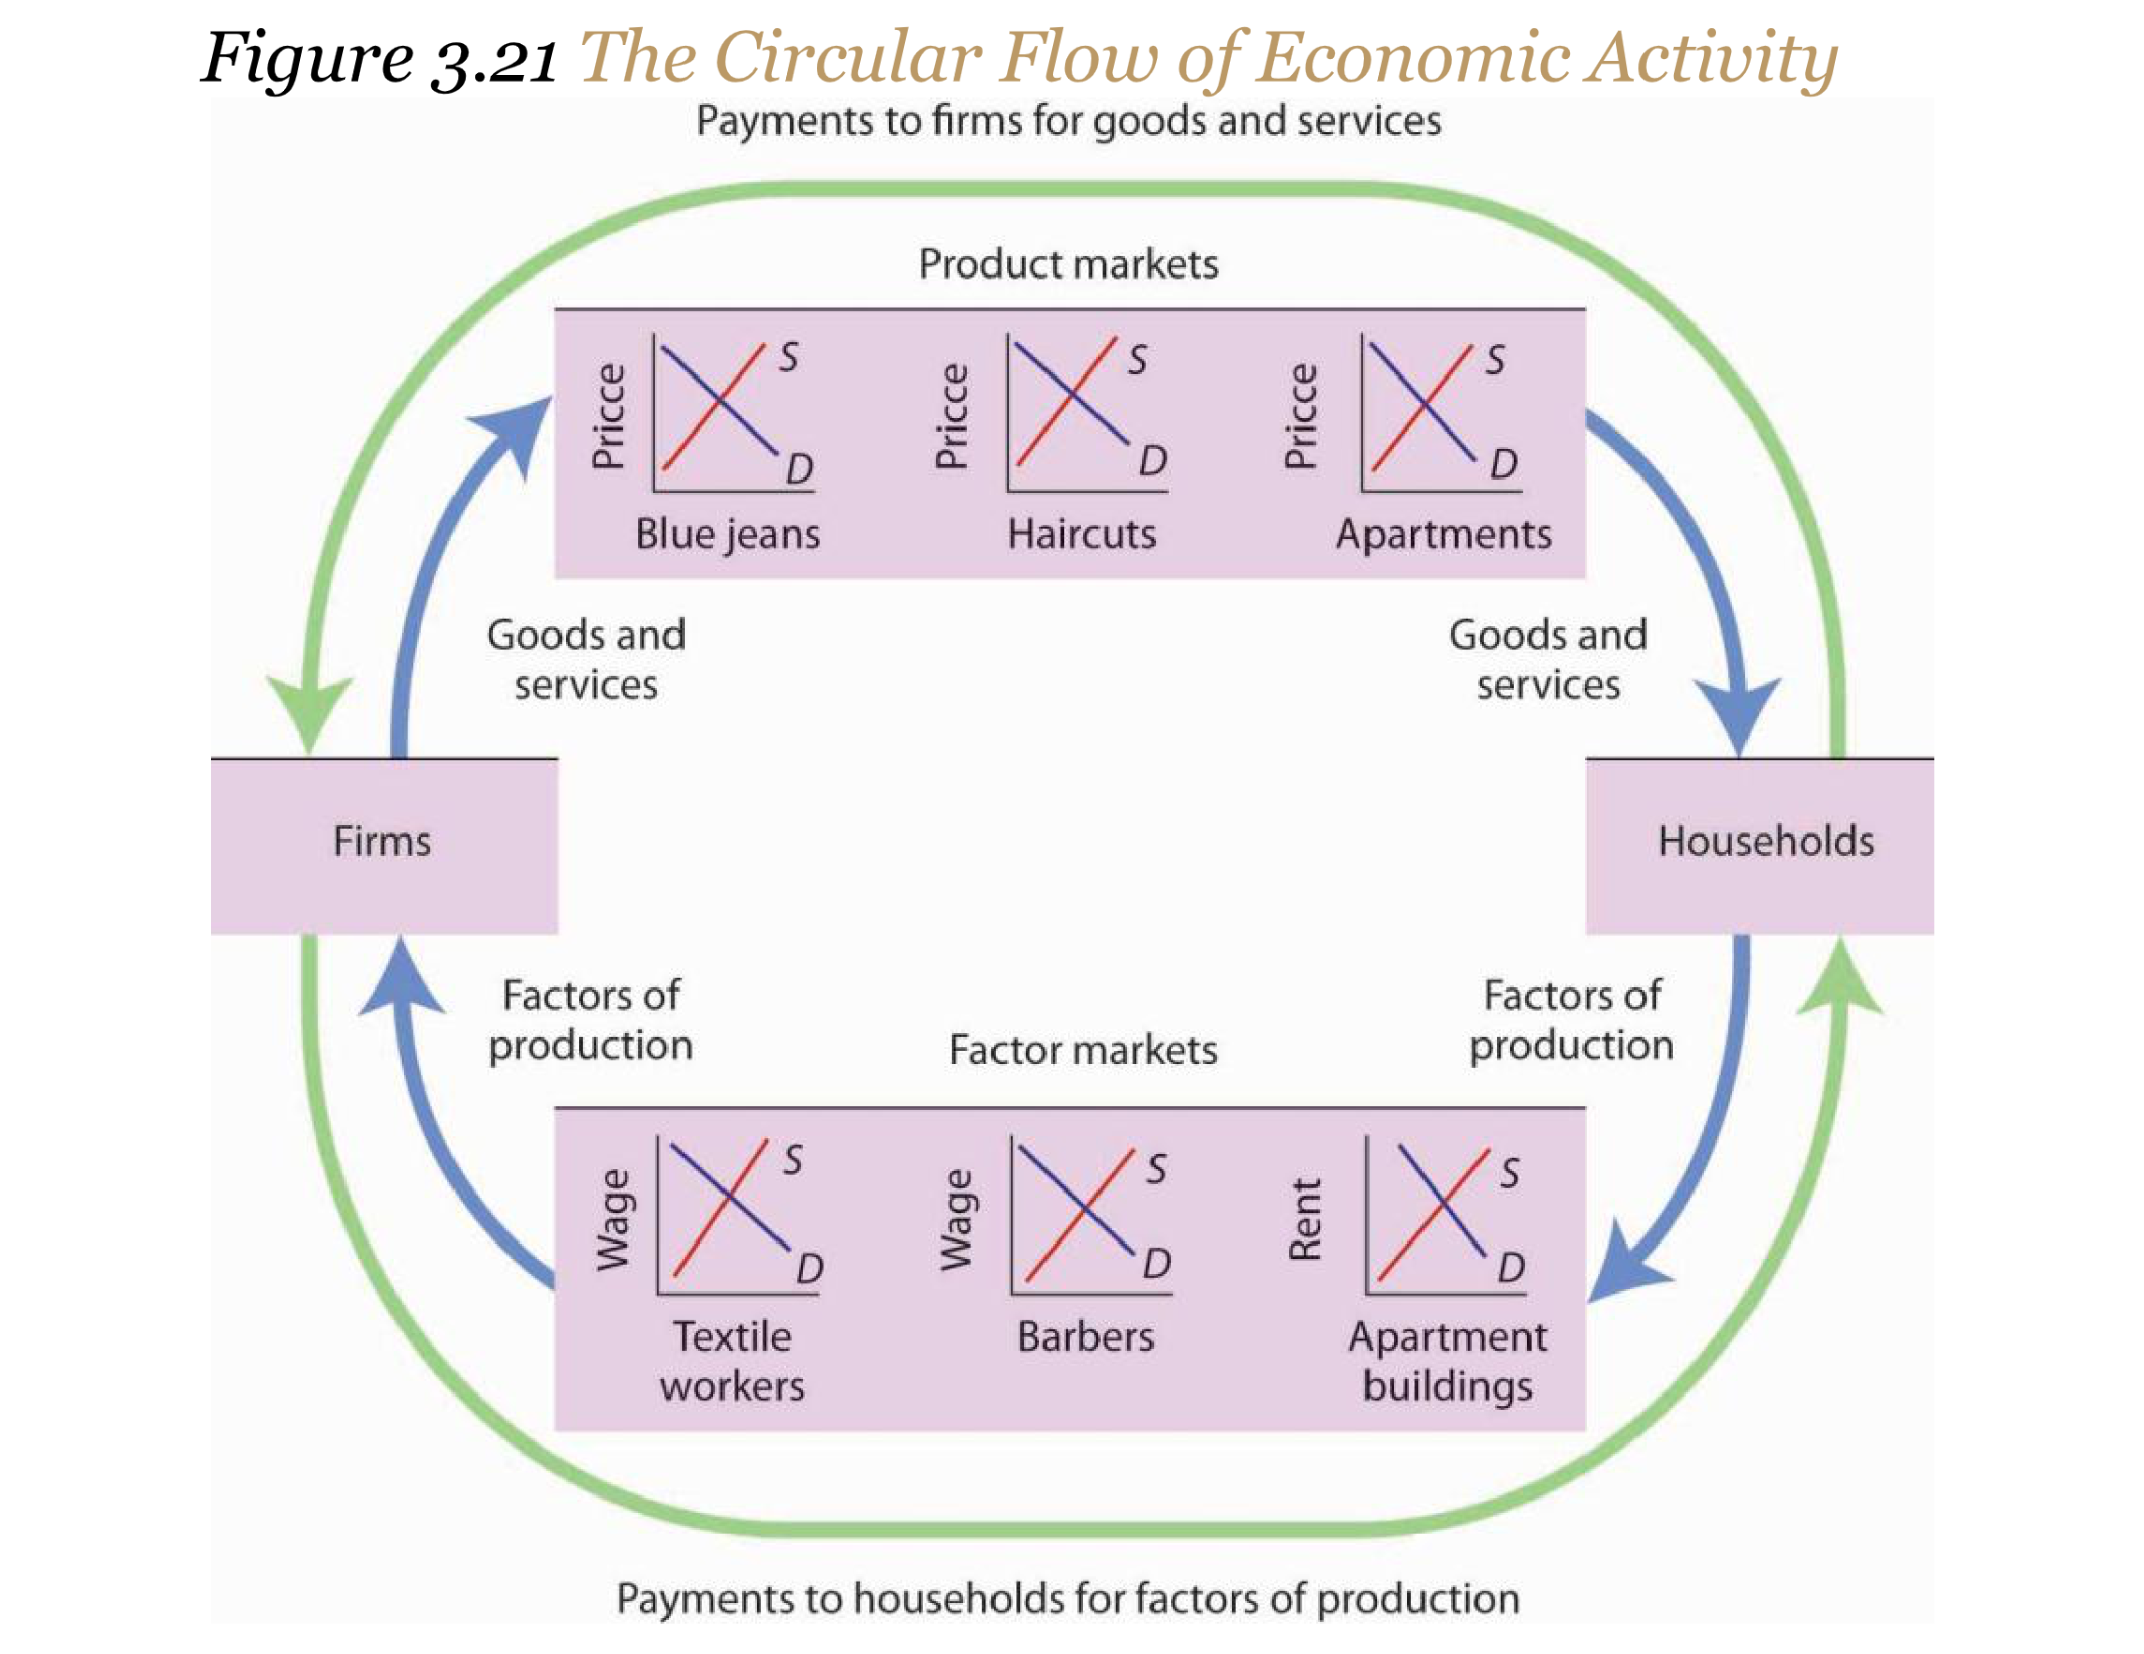 Figure 3.21 The Circular Flow of Economic Activity
Payments to firms for goods and services
Product markets
Pricce
S
D
Blue jeans
Pricce
S
D
Haircuts
Pricce
S
D
Apartments
Goods and
services
Goods and
services
Firms
Households
Factors of
production
Factors of
production
Factor markets
Wage
S
D
Textile
workers
Wage
S
D
Barbers
Rent
S
D
Apartment
buildings
Payments to households for factors of production